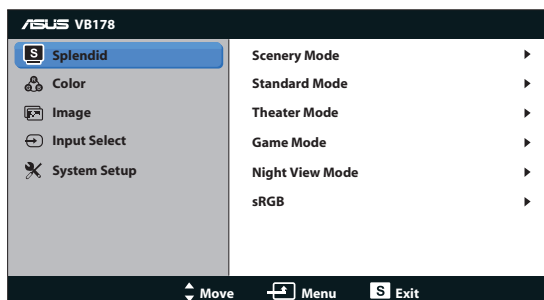 ASUS VB178
S Splendid
Color
Image
Input Select
System Setup
Scenery Mode
Standard Mode
Theater Mode
Game Mode
Night View Mode
sRGB
Move Menu S Exit